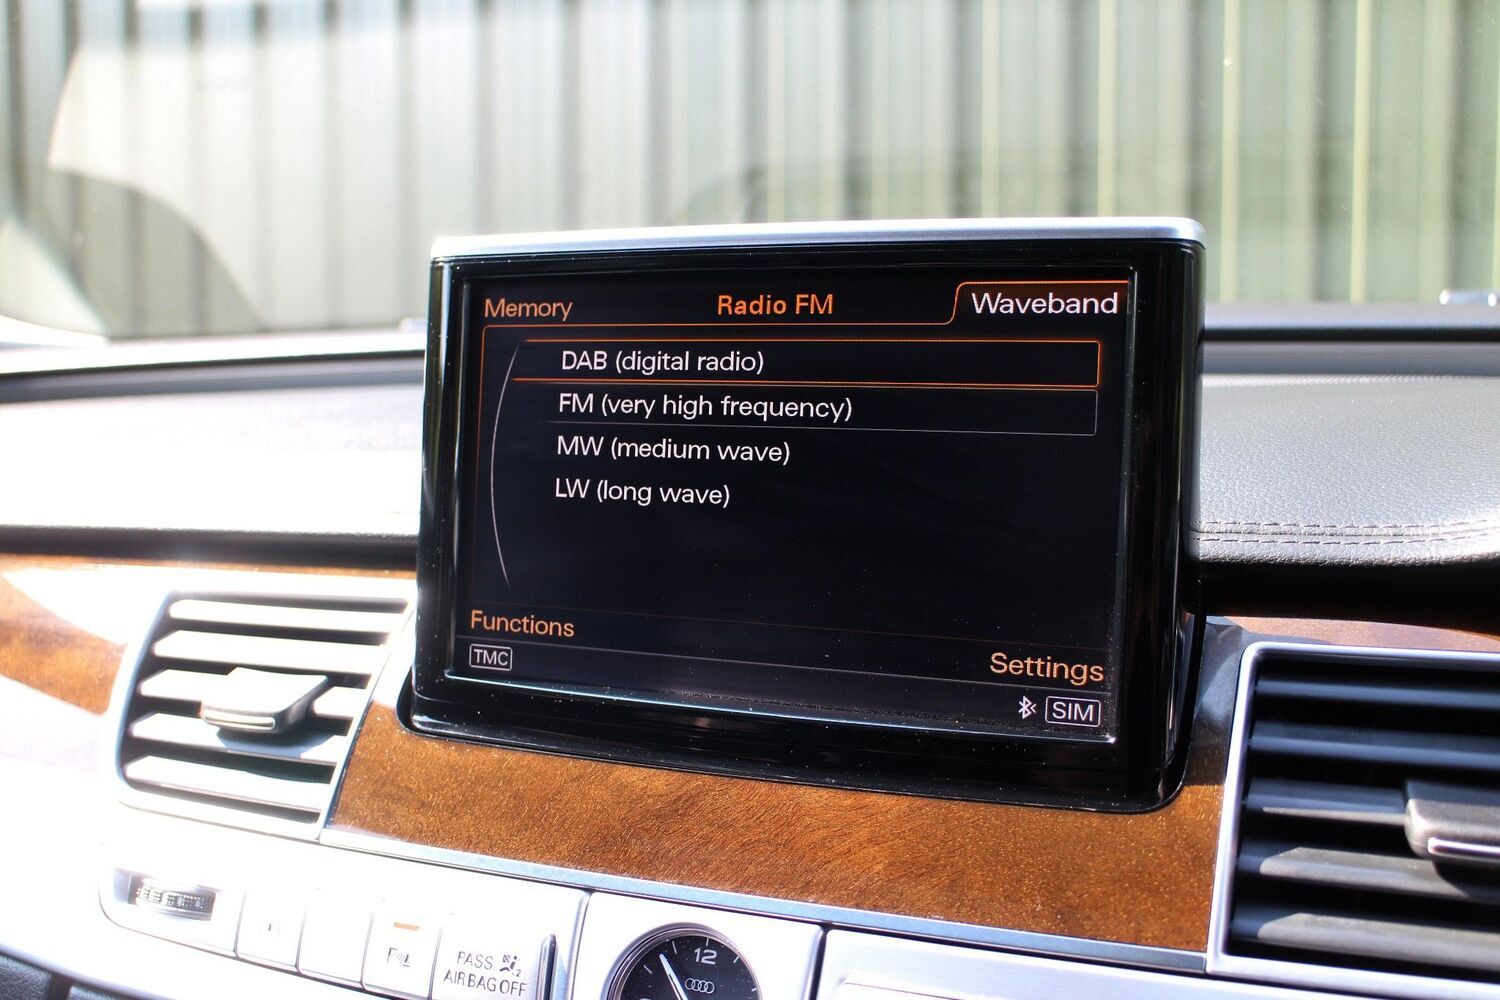 Memory
Radio FM
Waveband
DAB (digital radio)
FM (very high frequency)
MW (medium wave)
LW (long wave)
Functions
Settings
TMC
SIM
PASS
AIRBAG OFF
12